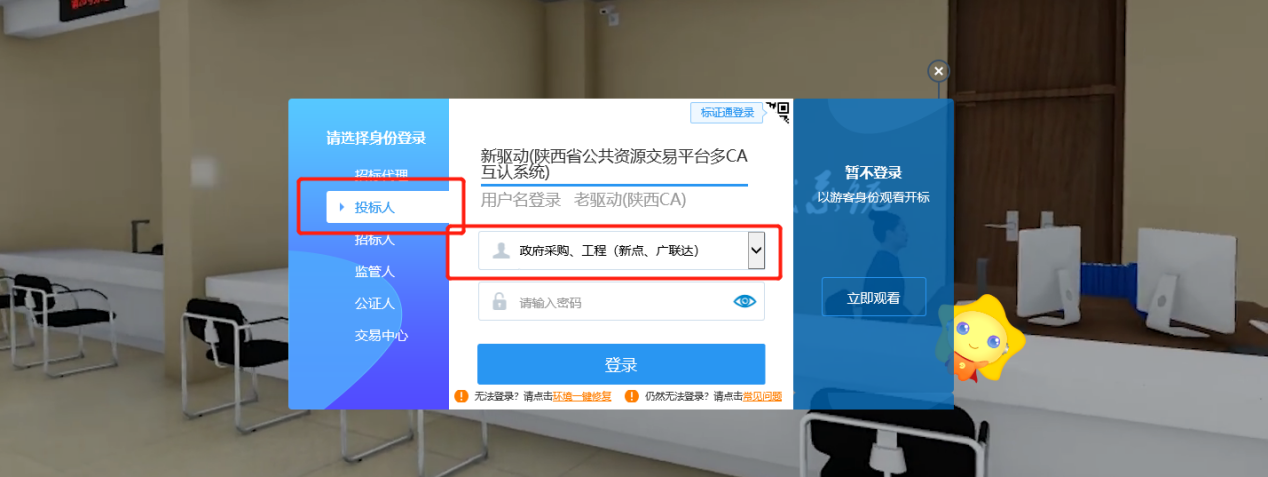 标证通登录
请选择身份登录
招标代理
投标人
招标人
监管人
公证人
交易中心
新驱动(陕西省公共资源交易平台多CA
互认系统)
用户名登录 老驱动(陕西CA)
政府采购、工程（新点、广联达）
请输入密码
登录
无法登录？请点击环境一键修复 仍然无法登录？请点击常见问题
暂不登录
以游客身份观看开标
立即观看